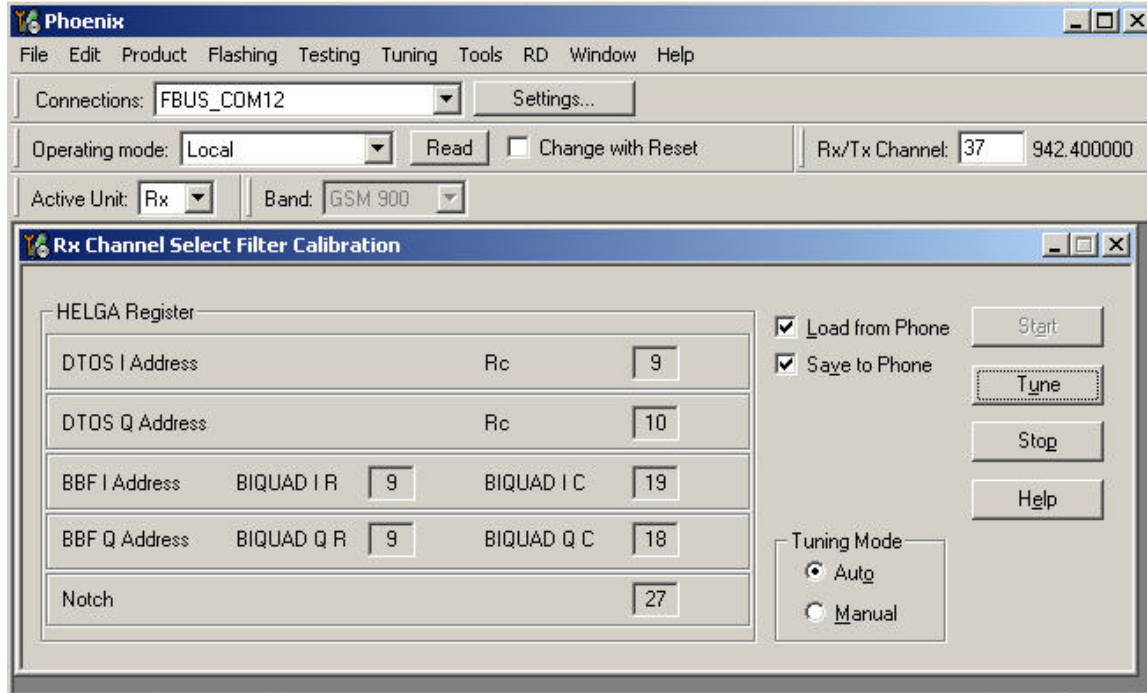 Phoenix
File Edit Product Flashing Testing Tuning Tools RD Window Help
Connections: FBUS_COM12 Settings...
Operating mode: Local Read Change with Reset Rx/Tx Channel: 37 942.400000
Active Unit: Rx Band: GSM 900
Rx Channel Select Filter Calibration
HELGA Register
Load from Phone Start
DTOS I Address Rc 9
Save to Phone
Tune
DTOS Q Address Rc 10
Stop
BBF I Address BIQUAD I R 9 BIQUAD I C 19
Help
BBF Q Address BIQUAD Q R 9 BIQUAD Q C 18
Tuning Mode
Auto
Notch 27
Manual